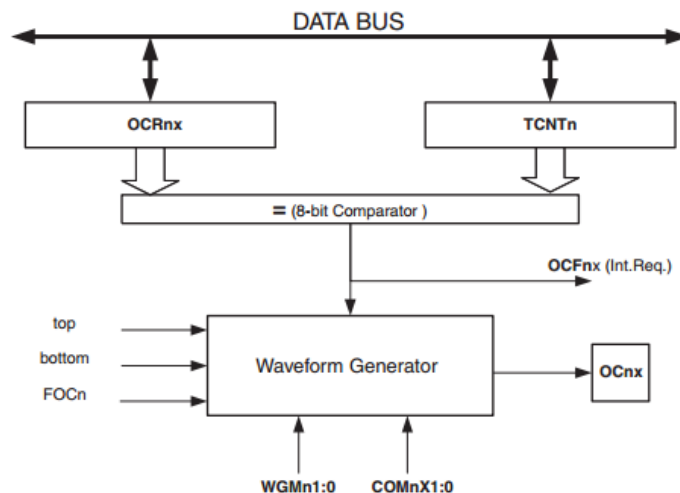 DATA BUS
OCRnx
TCNTn
= (8-bit Comparator )
OCFnx (Int.Req.)
top
bottom
FOCn
Waveform Generator
OCnx
WGMn1:0
COMnX1:0